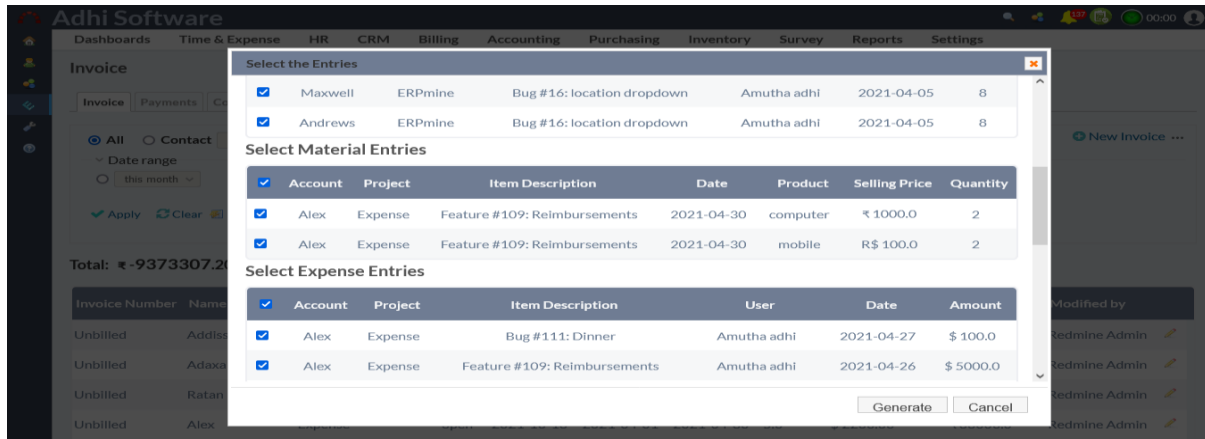 Adhi Software
137
00:00
Dashboards Time & Expense HR CRM Billing Accounting Purchasing Inventory Survey Reports Settings
Invoice
Select the Entries
Invoice Payments Co
Maxwell ERPmine Bug #16: location dropdown Amutha adhi 2021-04-05 8
Andrews ERPmine Bug #16: location dropdown Amutha adhi 2021-04-05 8
All Contact
New Invoice ...
Select Material Entries
Date range
this month
Account Project Item Description Date Product Selling Price Quantity
Alex Expense Feature #109: Reimbursements 2021-04-30 computer ₹ 1000.0 2
Apply Clear
Alex Expense Feature #109: Reimbursements 2021-04-30 mobile R$ 100.0 2
Total: ₹ -9373307.20
Select Expense Entries
Invoice Number Name
Account Project Item Description User Date Amount
Modified by
Unbilled Addiss
Alex Expense Bug #111: Dinner Amutha adhi 2021-04-27 $ 100.0
Redmine Admin
Unbilled Adaxa
Alex Expense Feature #109: Reimbursements Amutha adhi 2021-04-26 $ 5000.0
Redmine Admin
Unbilled Ratan
Redmine Admin
Generate Cancel
Unbilled Alex
Redmine Admin